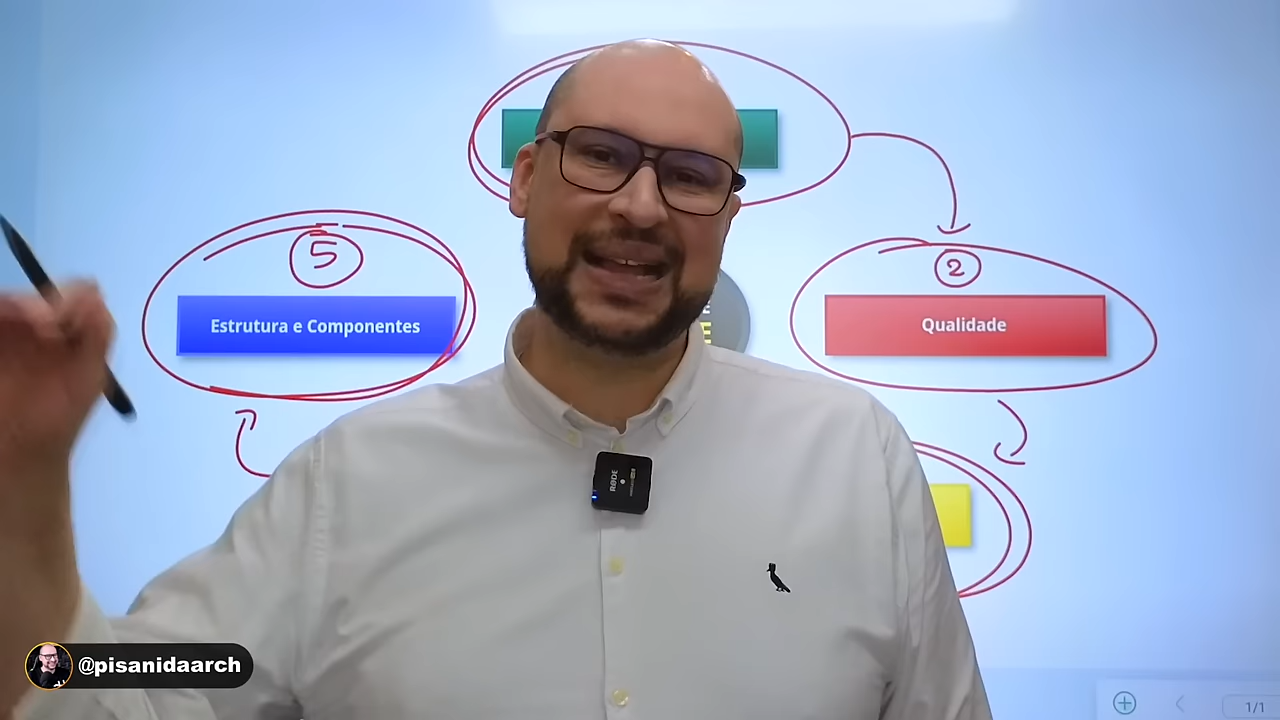 5
2
Estrutura e Componentes
Qualidade
RØDE
@pisanidaarch
1/1